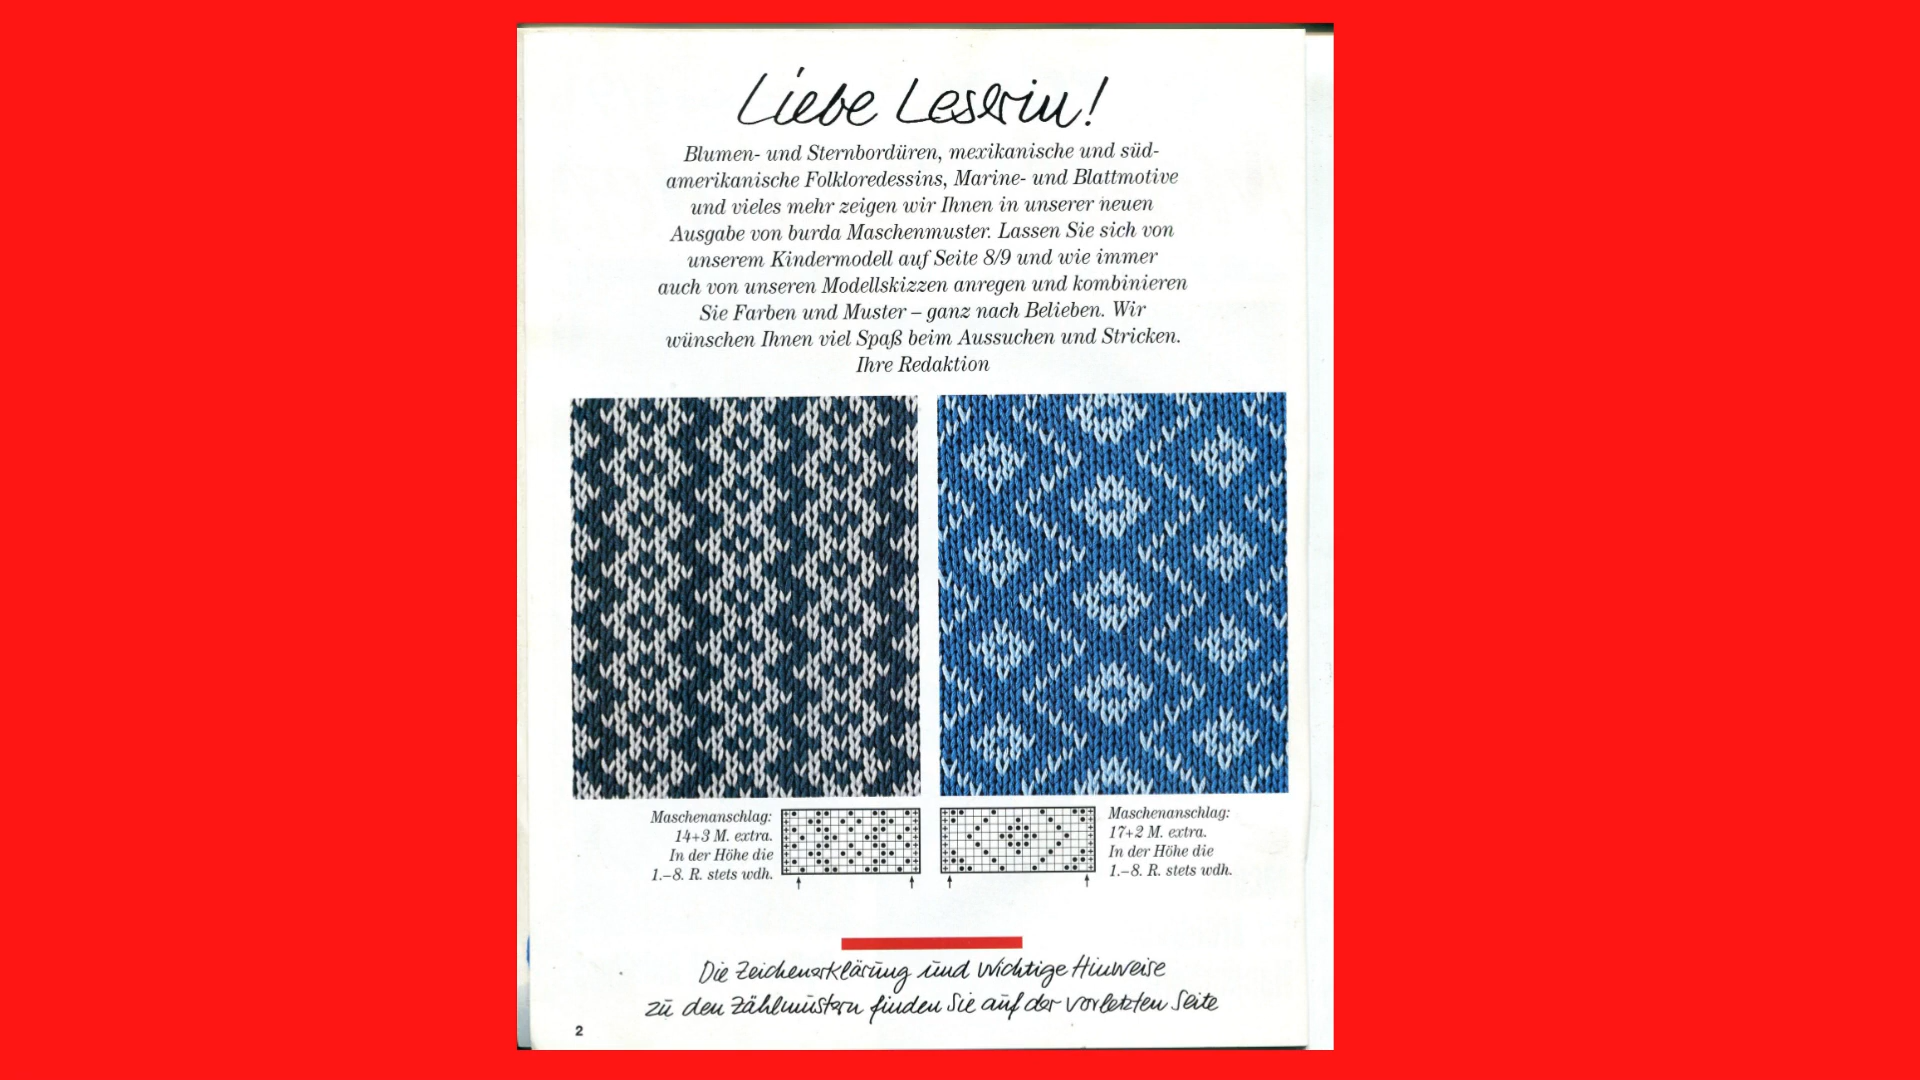 Liebe Leserin!
Blumen- und Sternbordüren, mexikanische und süd-
amerikanische Folkloredessins, Marine- und Blattmotive
und vieles mehr zeigen wir Ihnen in unserer neuen
Ausgabe von burda Maschenmuster. Lassen Sie sich von
unserem Kindermodell auf Seite 8/9 und wie immer
auch von unseren Modellskizzen anregen und kombinieren
Sie Farben und Muster – ganz nach Belieben. Wir
wünschen Ihnen viel Spaß beim Aussuchen und Stricken.
Ihre Redaktion
Maschenanschlag:
14+3 M. extra.
In der Höhe die
1.–8. R. stets wdh.
Maschenanschlag:
17+2 M. extra.
In der Höhe die
1.–8. R. stets wdh.
Die Zeichenerklärung und wichtige Hinweise
zu den Zählmustern finden Sie auf der vorletzten Seite
2